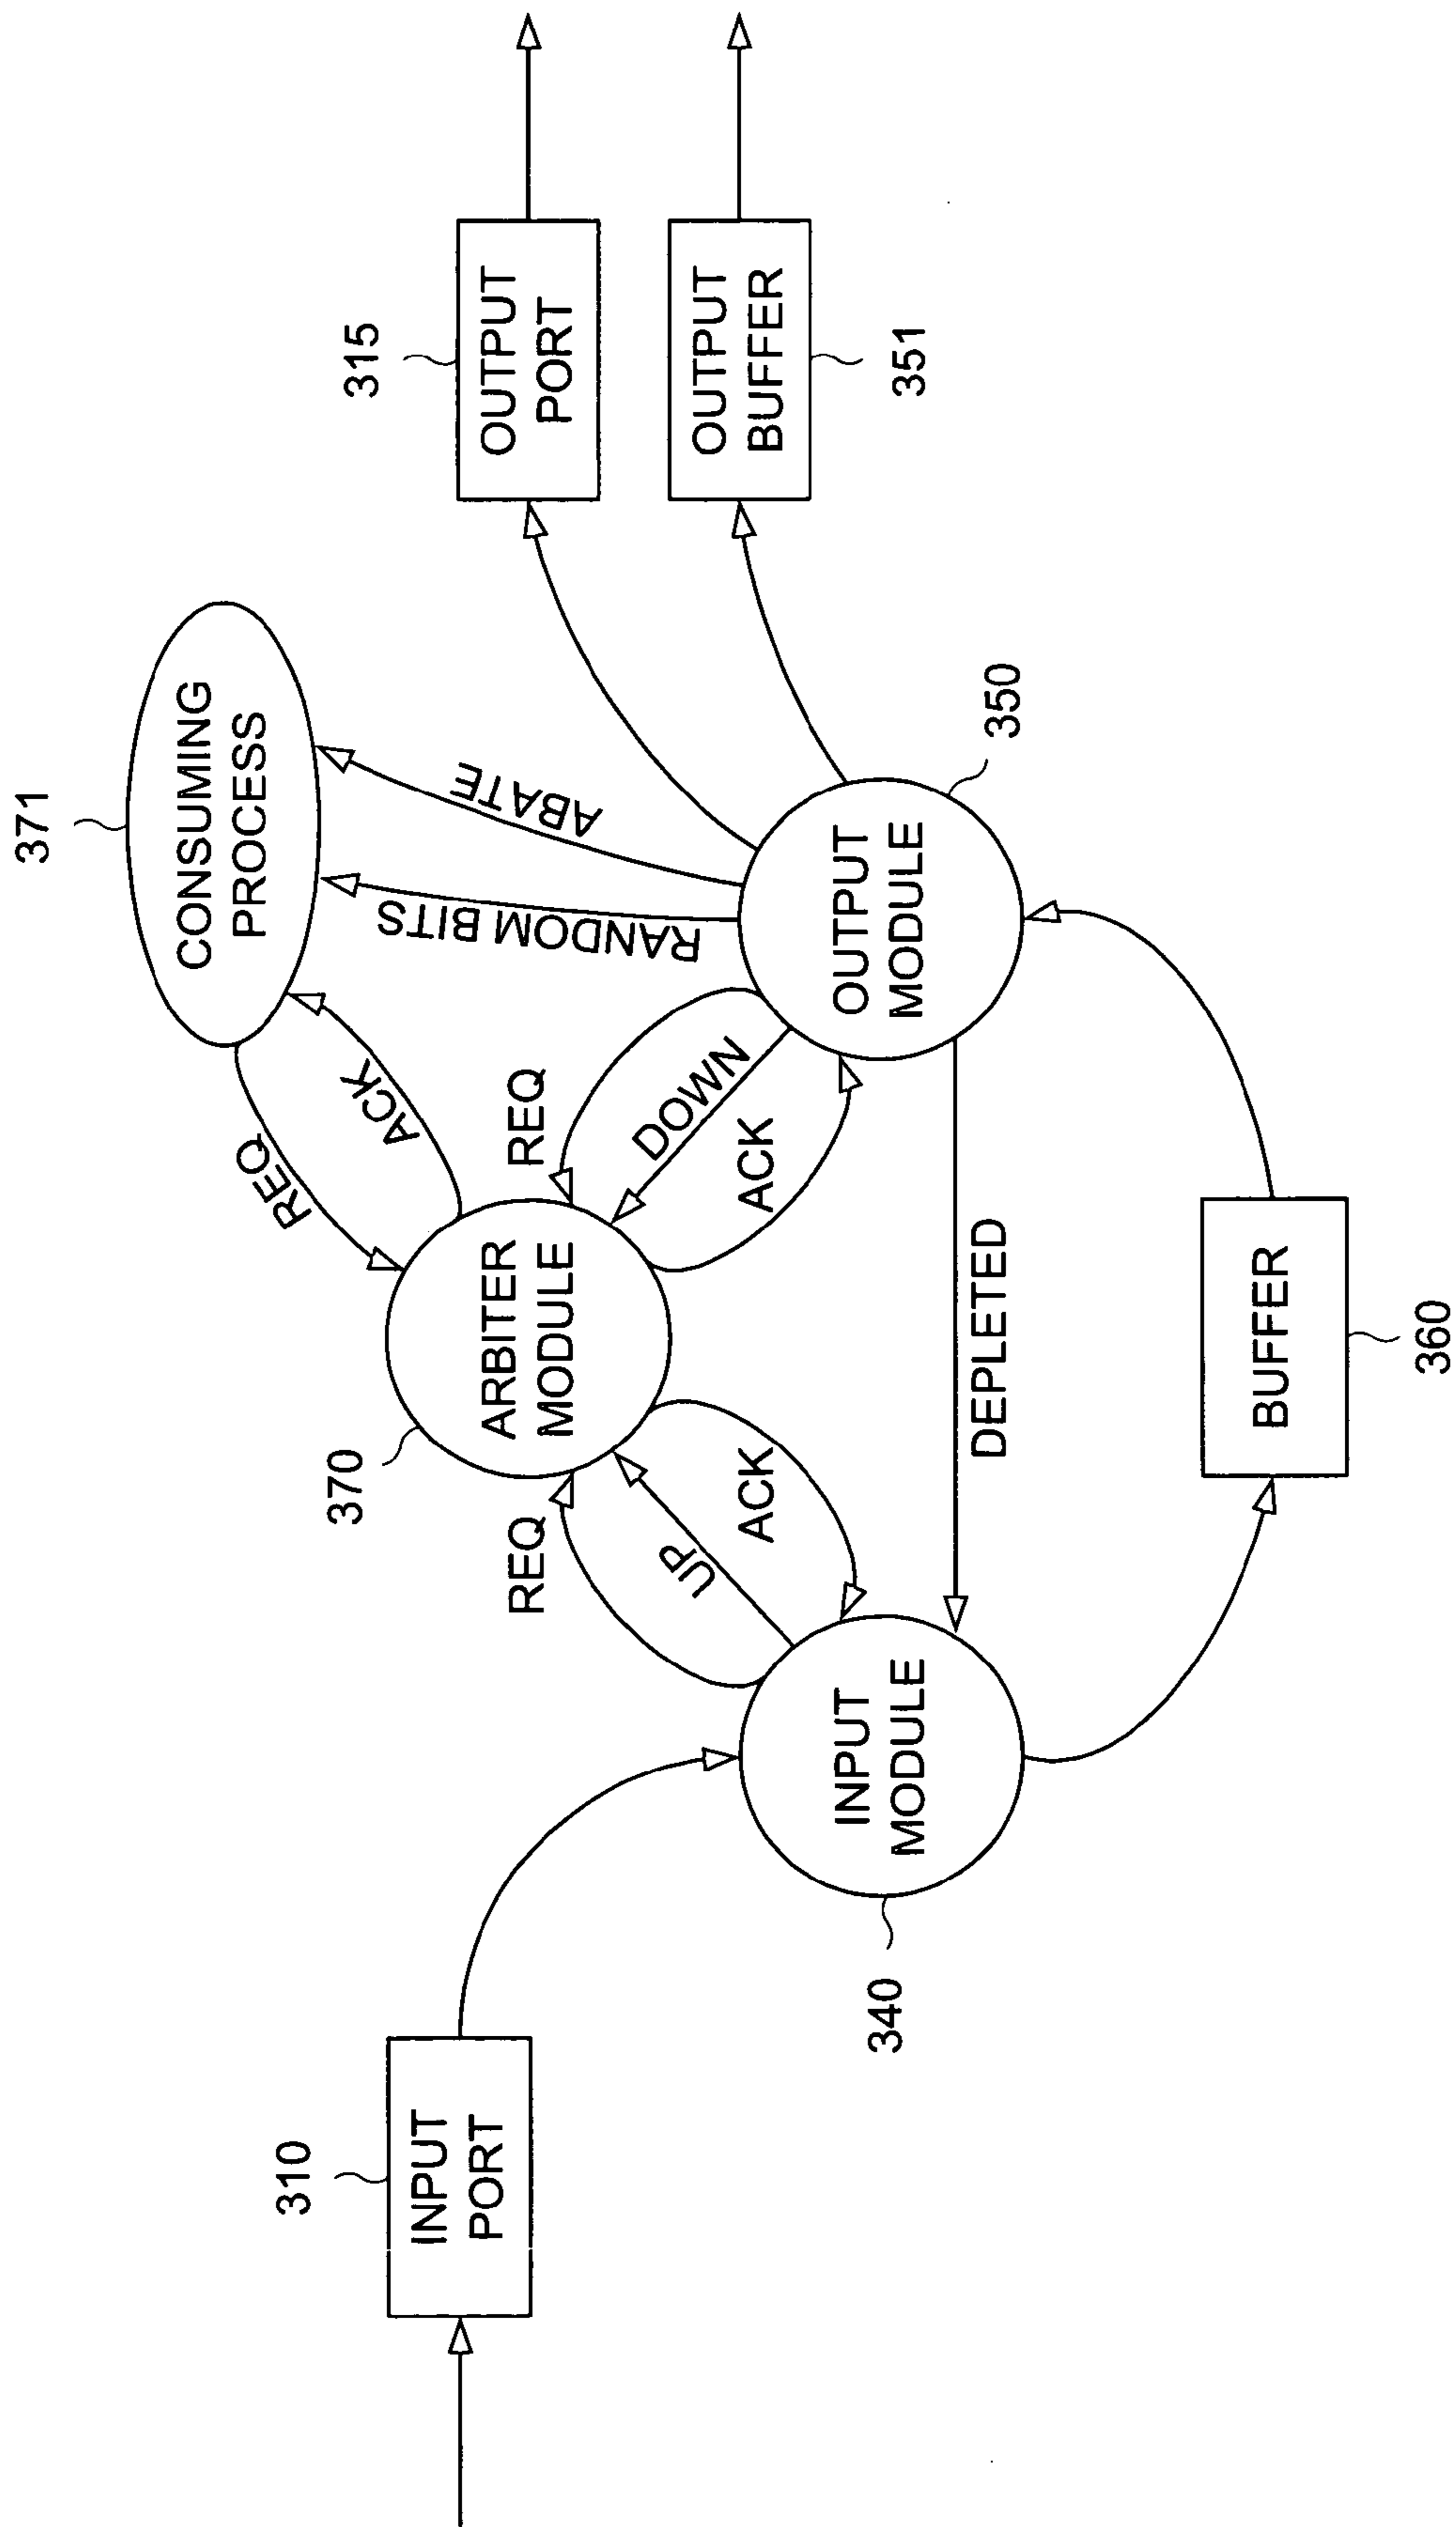 371
CONSUMING
PROCESS
315
OUTPUT
PORT
OUTPUT
BUFFER
351
REQ
ACK
RANDOM BITS
ABATE
370
ARBITER
MODULE
REQ
DOWN
ACK
REQ
UP
ACK
310
INPUT
PORT
340
INPUT
MODULE
OUTPUT
MODULE
350
DEPLETED
BUFFER
360